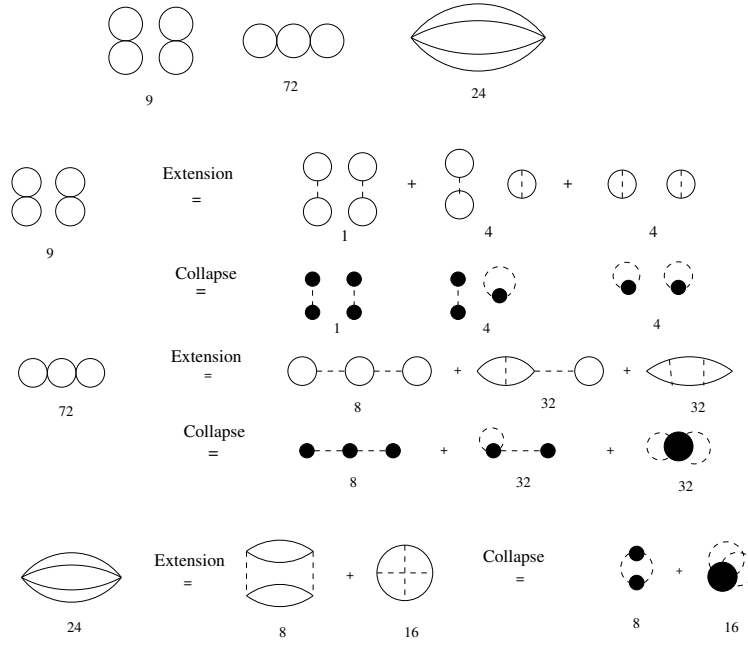 9 72 24
Extension
=
+ +
9 1 4 4
Collapse
=
1 4 4
Extension
=
+ +
72 8 32 32
Collapse
=
+ +
8 32 32
Extension
=
+
Collapse
=
+
24 8 16 8 16